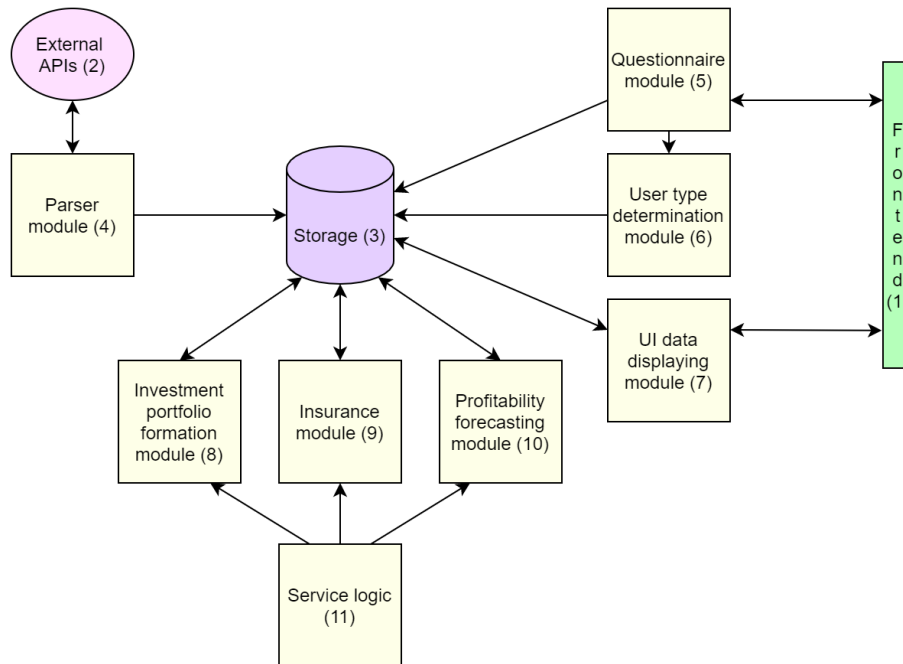 External
APIs (2)
Questionnaire
module (5)
Frontend
(1
Parser
module (4)
Storage (3)
User type
determination
module (6)
UI data
displaying
module (7)
Investment
portfolio
formation
module (8)
Insurance
module (9)
Profitability
forecasting
module (10)
Service logic
(11)